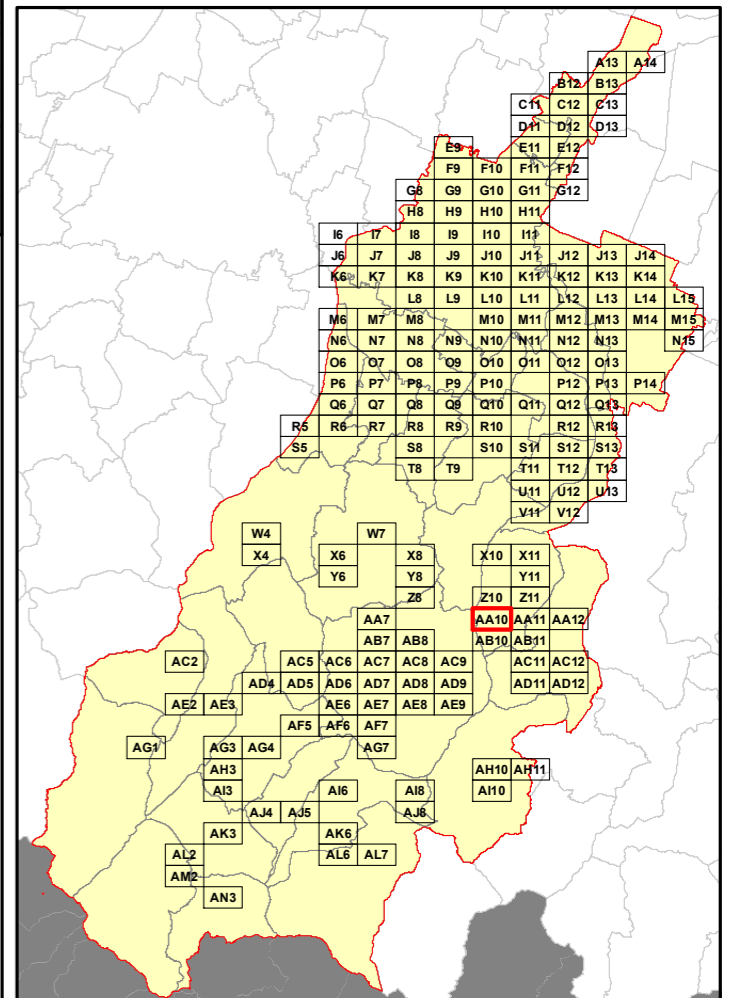 A13 A14
B12 B13
C11 C12 C13
D11 D12 D13
E9 E11 E12
F9 F10 F11 F12
G8 G9 G10 G11 G12
H8 H9 H10 H11
I6 I7 I8 I9 I10 I11
J6 J7 J8 J9 J10 J11 J12 J13 J14
K6 K7 K8 K9 K10 K11 K12 K13 K14
L8 L9 L10 L11 L12 L13 L14 L15
M6 M7 M8 M10 M11 M12 M13 M14 M15
N6 N7 N8 N9 N10 N11 N12 N13 N15
O6 O7 O8 O9 O10 O11 O12 O13
P6 P7 P8 P9 P10 P12 P13 P14
Q6 Q7 Q8 Q9 Q10 Q11 Q12 Q13
R5 R6 R7 R8 R9 R10 R12 R13
S5 S8 S10 S11 S12 S13
T8 T9 T11 T12 T13
U11 U12 U13
V11 V12
W4 W7
X4 X6 X8 X10 X11
Y6 Y8 Y11
Z8 Z10 Z11
AA7 AA10 AA11 AA12
AB7 AB8 AB10 AB11
AC2 AC5 AC6 AC7 AC8 AC9 AC11 AC12
AD4 AD5 AD6 AD7 AD8 AD9 AD11 AD12
AE2 AE3 AE6 AE7 AE8 AE9
AF5 AF6 AF7
AG1 AG3 AG4 AG7
AH3 AH10 AH11
AI3 AI6 AI8 AI10
AJ4 AJ5 AJ8
AK3 AK6
AL2 AL6 AL7
AM2
AN3